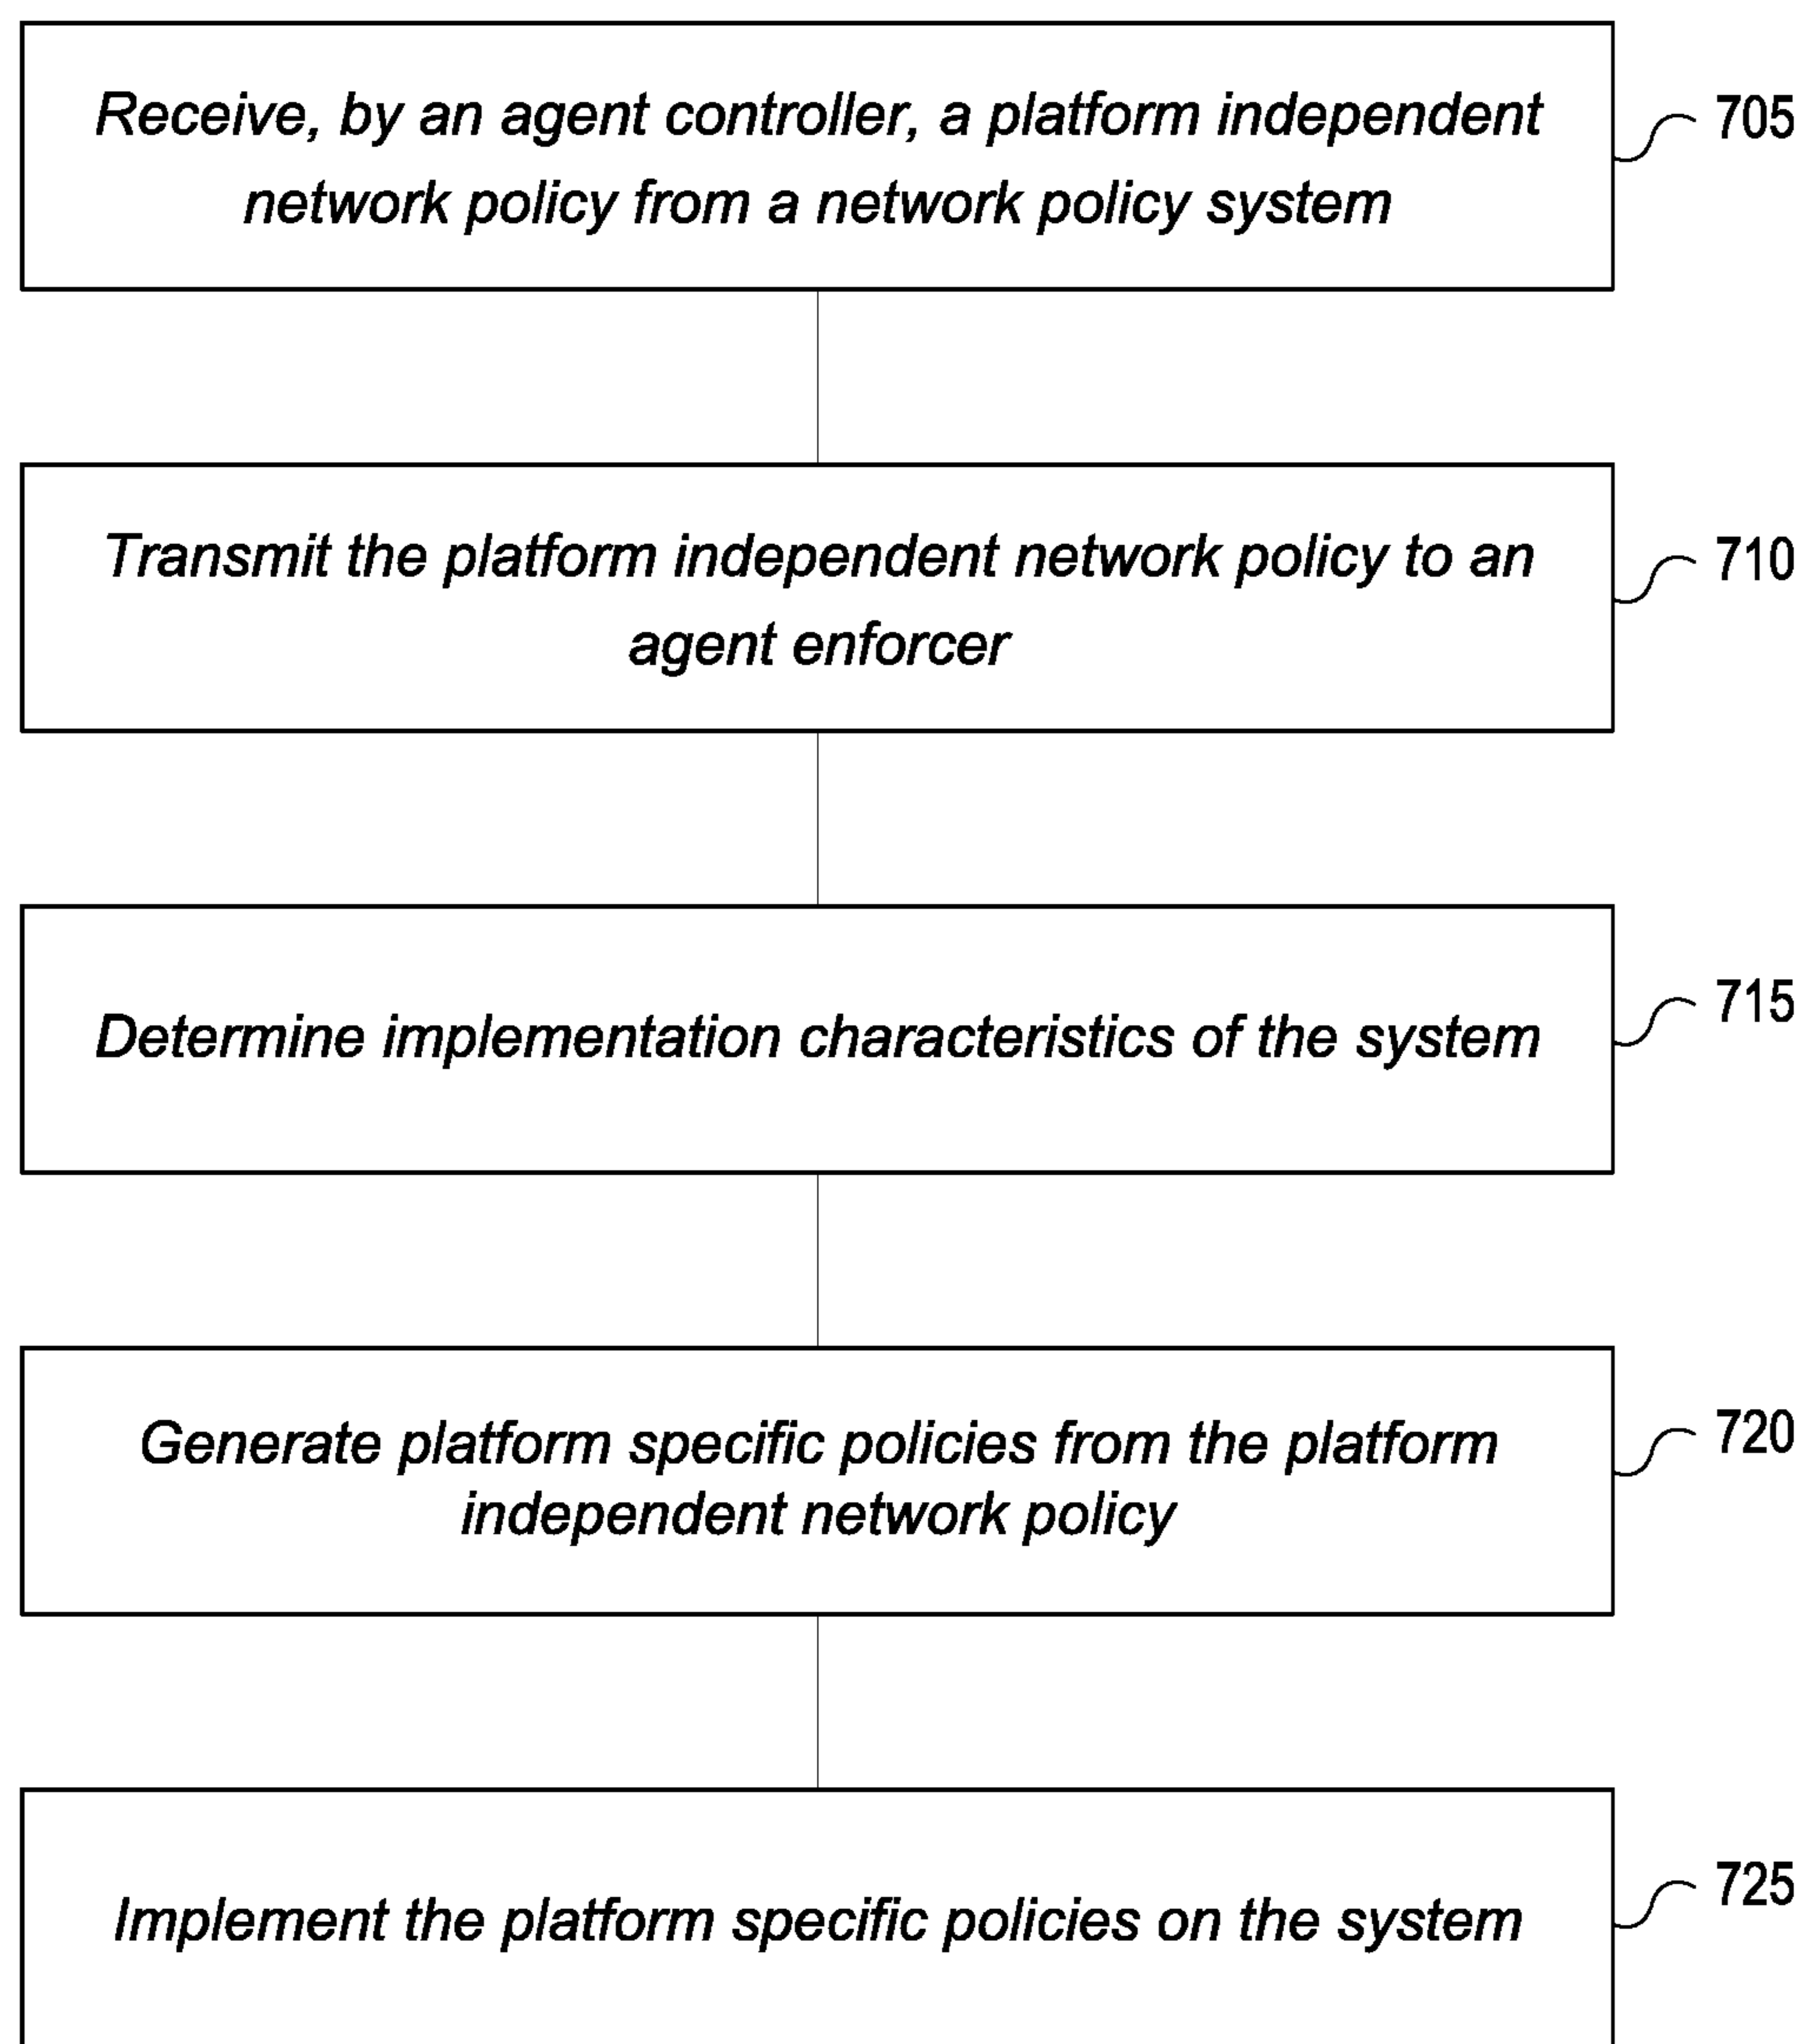 Receive, by an agent controller, a platform independent
network policy from a network policy system
705
Transmit the platform independent network policy to an
agent enforcer
710
Determine implementation characteristics of the system
715
Generate platform specific policies from the platform
independent network policy
720
Implement the platform specific policies on the system
725